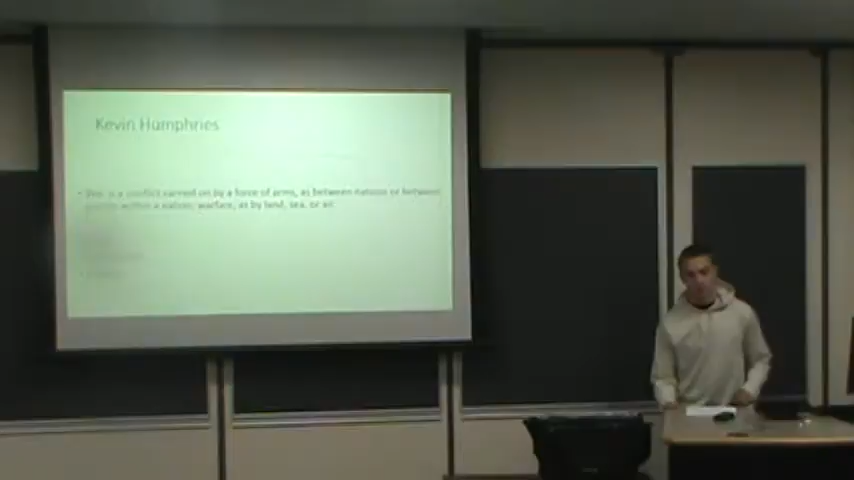 Kevin Humphries
• War is a conflict carried on by a force of arms, as between nations or between
parties within a nation; warfare, as by land, sea, or air.